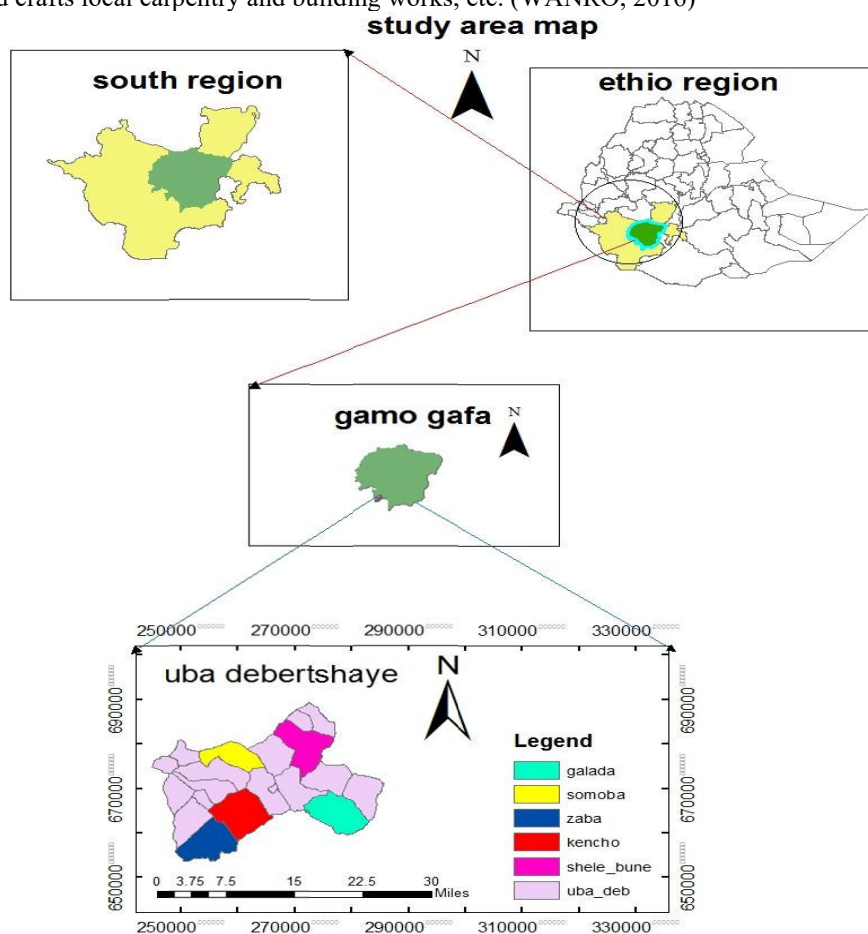 crafts local carpentry and building works, etc. (WANRO, 2016)
study area map
N
south region
ethio region
gamo gafa
N
250000 270000 290000 310000 330000
uba debertshaye
N
690000
690000
Legend
galada
somoba
670000
670000
zaba
kencho
shele_bune
uba_deb
0 3.75 7.5 15 22.5 30
Miles
650000
650000
250000 270000 290000 310000 330000